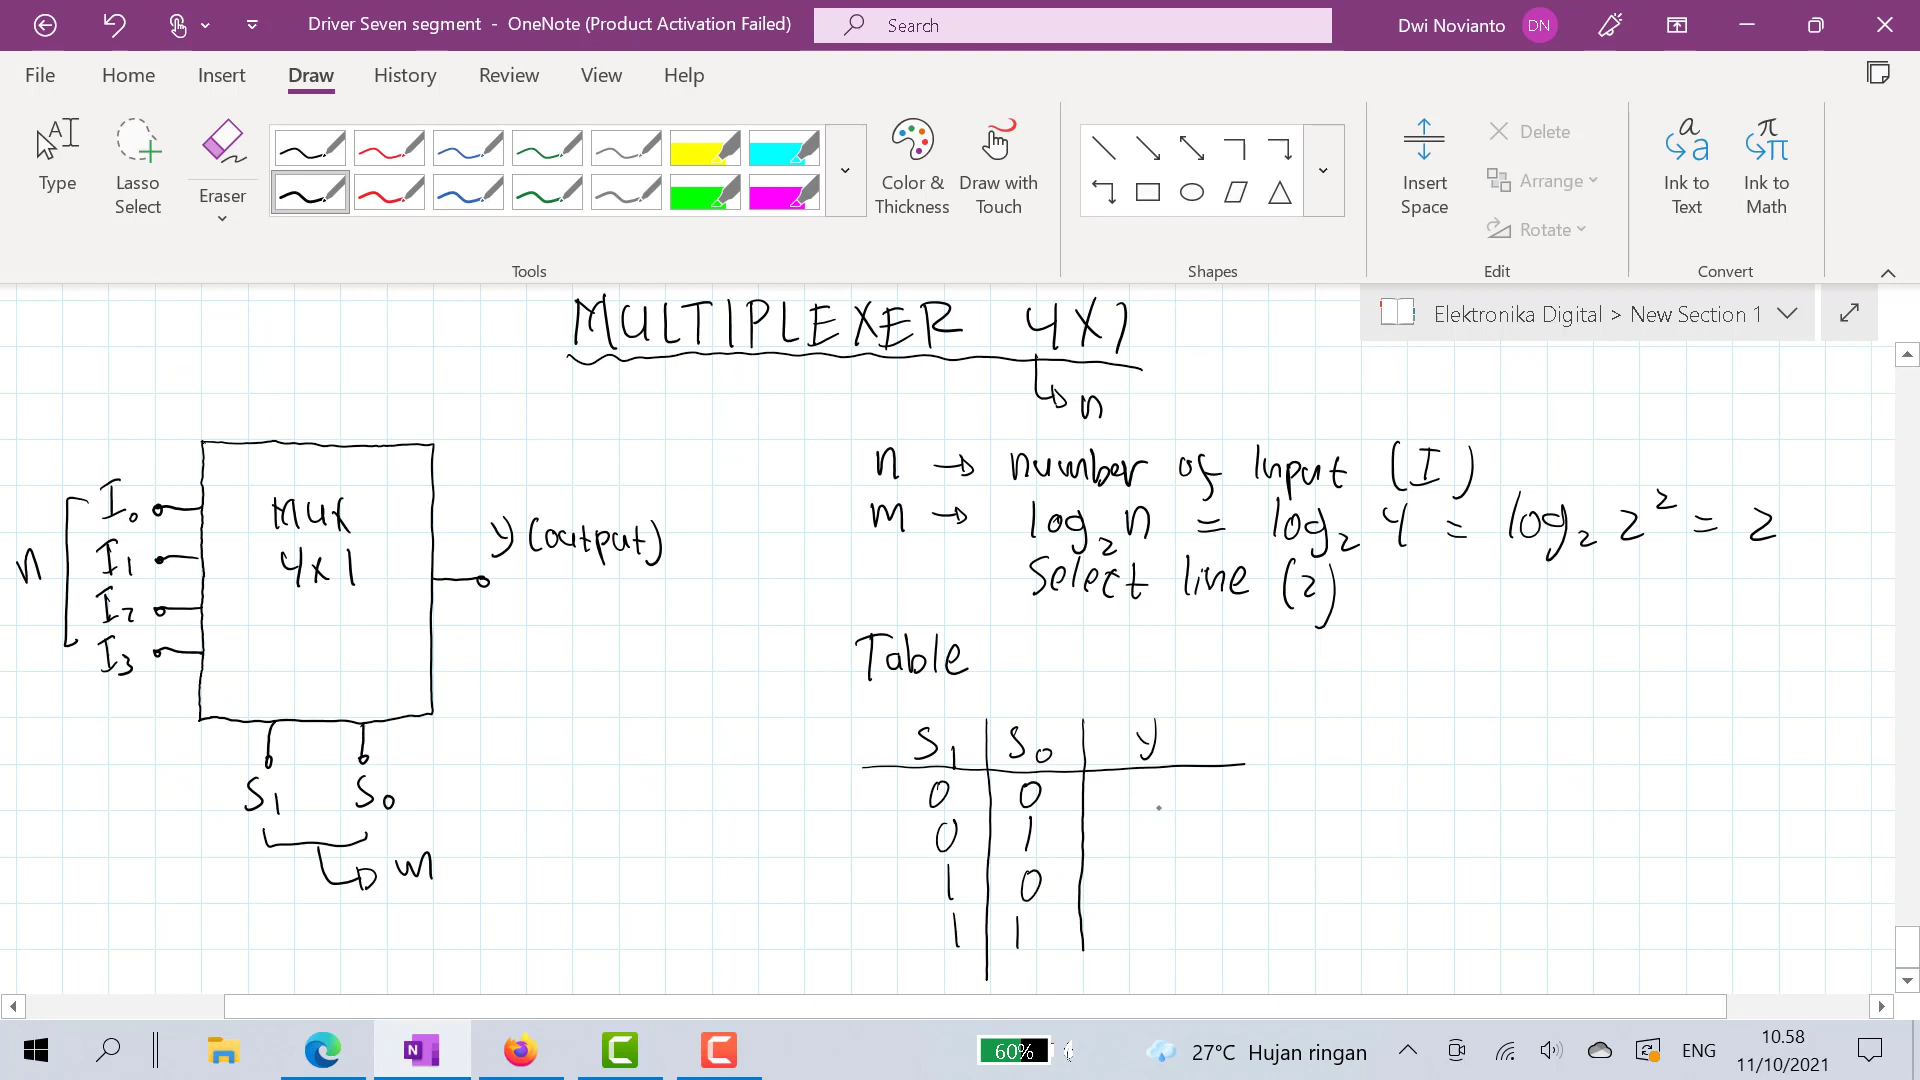 Driver Seven segment - OneNote (Product Activation Failed)
Search
Dwi Novianto
DN
File Home Insert Draw History Review View Help
Type
Lasso Select
Eraser
Color & Thickness
Draw with Touch
Insert Space
Delete
Arrange
Rotate
Ink to Text
Ink to Math
Tools
Shapes
Edit
Convert
Elektronika Digital > New Section 1
MULTIPLEXER 4X1
n
n → number of Input (I)
m → log₂ n = log₂ 4 = log₂ 2² = 2
Select line (2)
n
I₀
I₁
I₂
I₃
MUX
4x1
y (output)
S₁ S₀
m
Table
S₁ S₀ y
0 0
0 1
1 0
1 1
60%
27°C Hujan ringan
ENG
10.58
11/10/2021